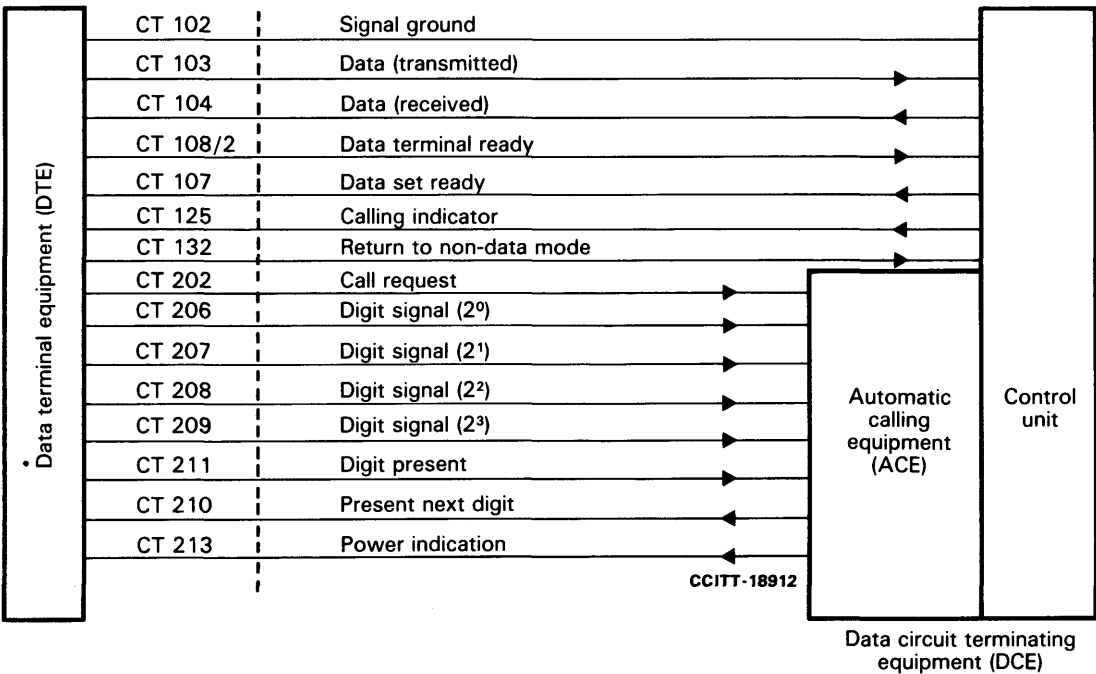 CT 102 Signal ground
CT 103 Data (transmitted)
CT 104 Data (received)
CT 108/2 Data terminal ready
CT 107 Data set ready
CT 125 Calling indicator
CT 132 Return to non-data mode
CT 202 Call request
CT 206 Digit signal (2⁰)
CT 207 Digit signal (2¹)
CT 208 Digit signal (2²)
CT 209 Digit signal (2³)
CT 211 Digit present
CT 210 Present next digit
CT 213 Power indication
Data terminal equipment (DTE)
Automatic
calling
equipment
(ACE)
Control
unit
CCITT-18912
Data circuit terminating
equipment (DCE)